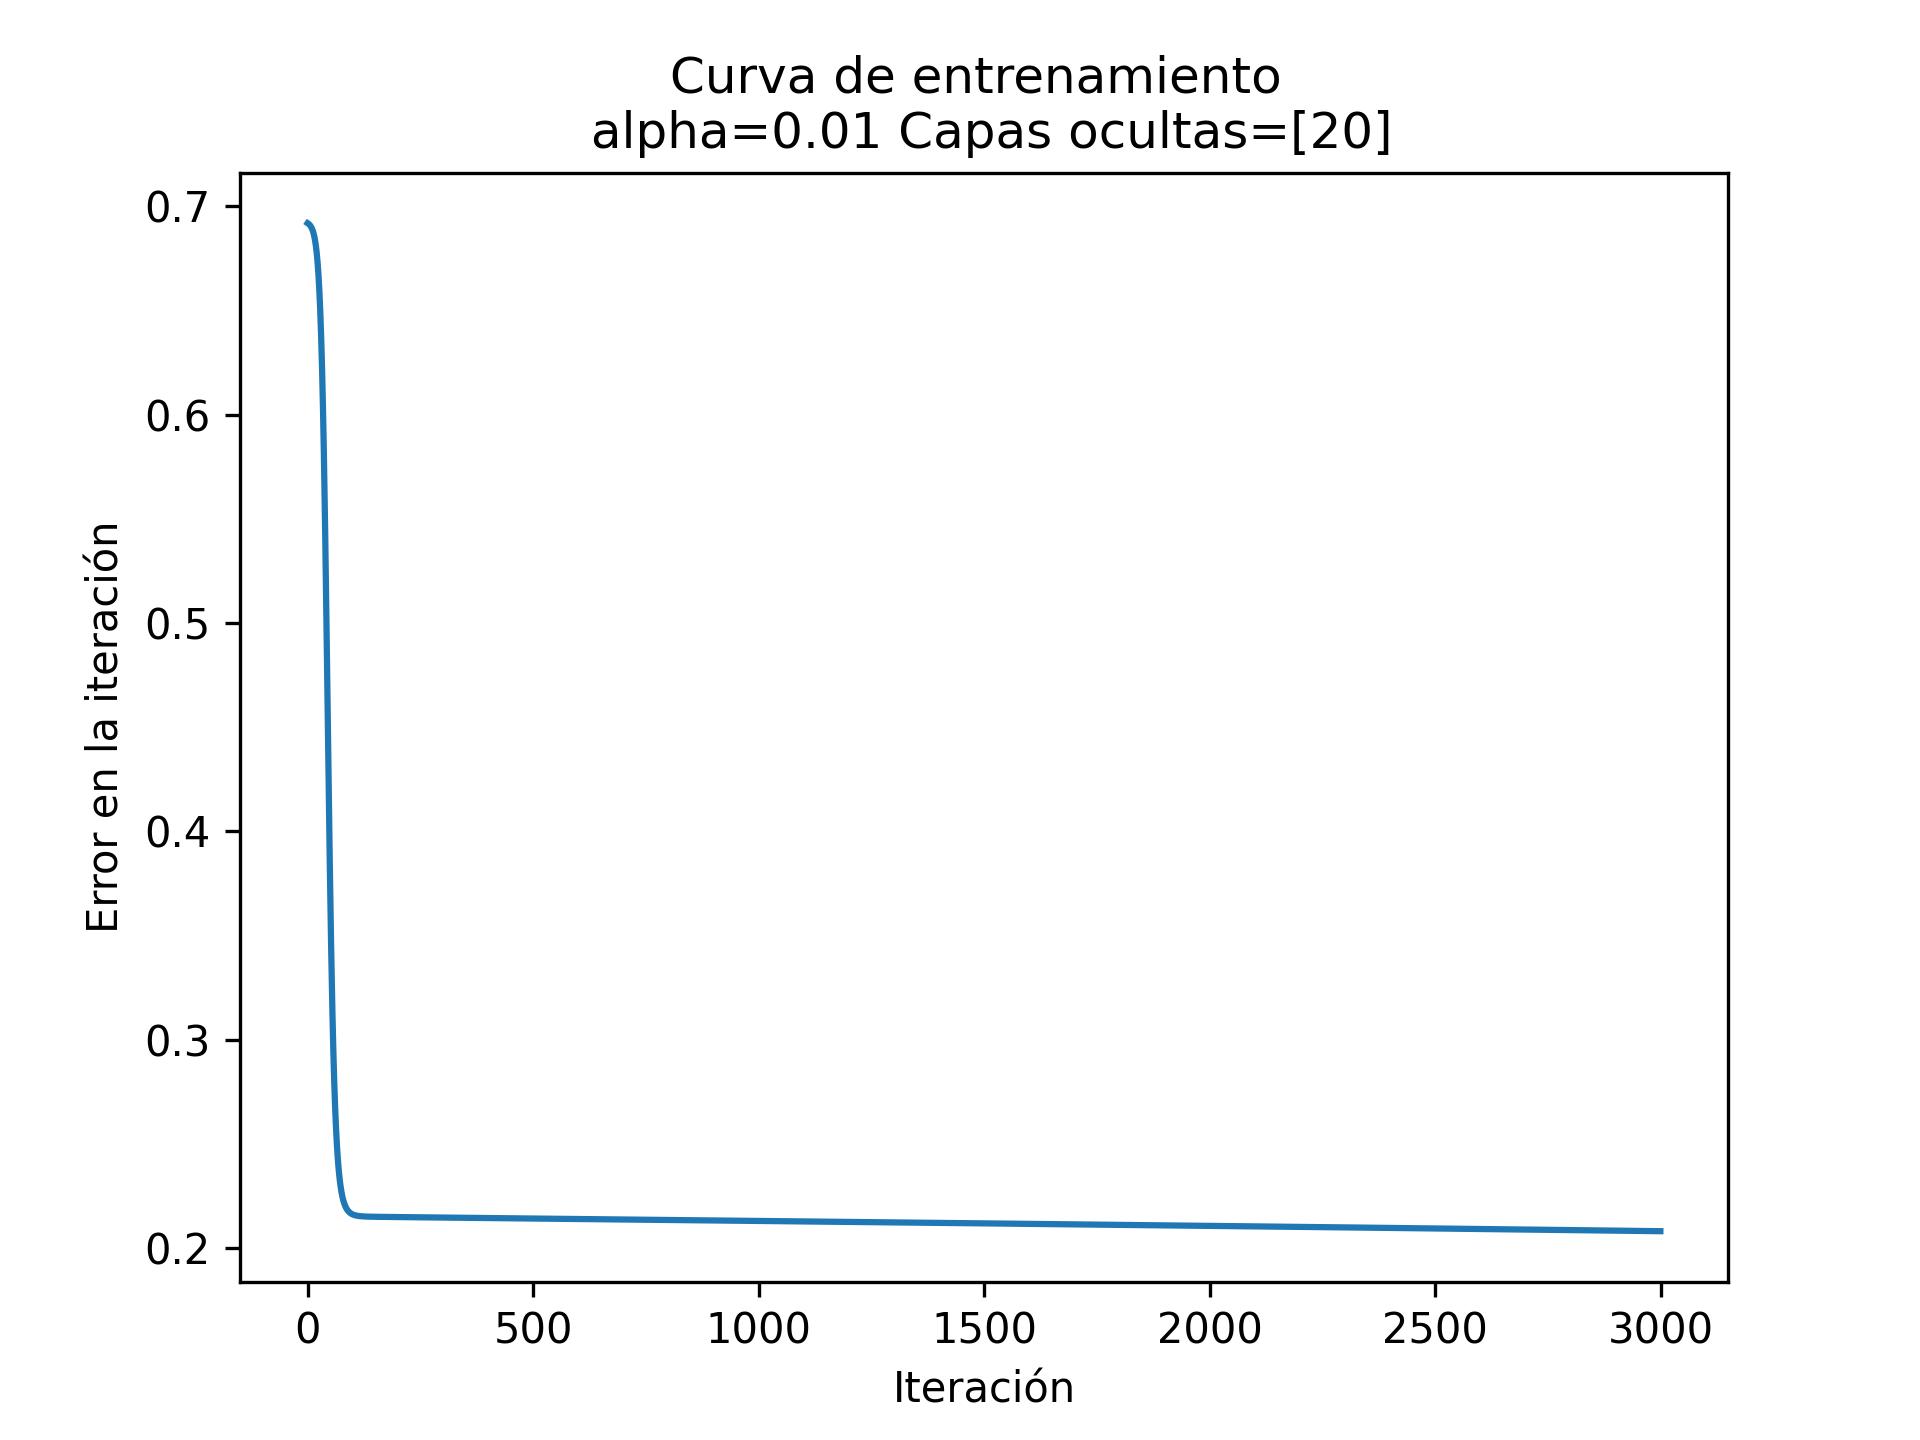 Curva de entrenamiento
alpha=0.01 Capas ocultas=[20]
Error en la iteración
0.7
0.6
0.5
0.4
0.3
0.2
0 500 1000 1500 2000 2500 3000
Iteración